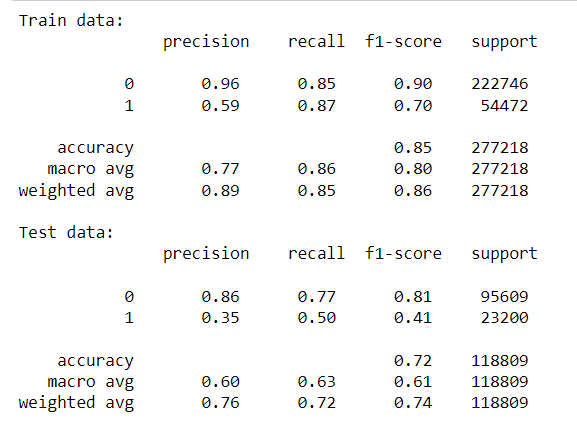 Train data:
precision recall f1-score support
0 0.96 0.85 0.90 222746
1 0.59 0.87 0.70 54472
accuracy 0.85 277218
macro avg 0.77 0.86 0.80 277218
weighted avg 0.89 0.85 0.86 277218
Test data:
precision recall f1-score support
0 0.86 0.77 0.81 95609
1 0.35 0.50 0.41 23200
accuracy 0.72 118809
macro avg 0.60 0.63 0.61 118809
weighted avg 0.76 0.72 0.74 118809